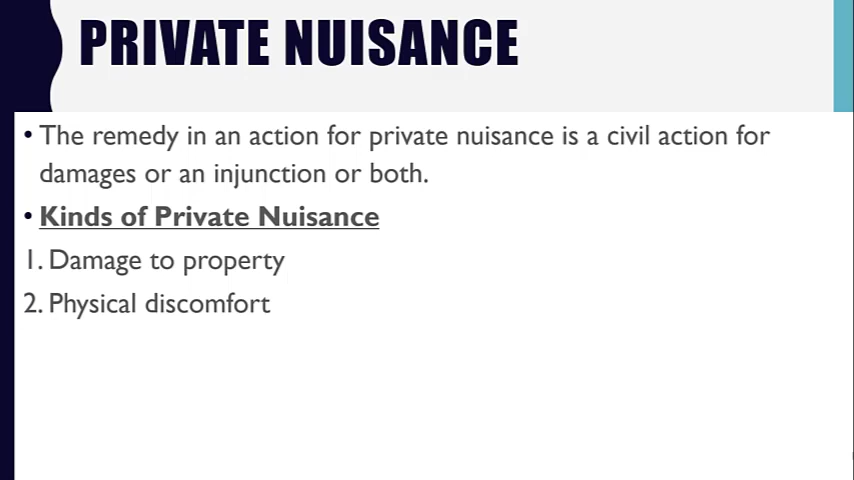 PRIVATE NUISANCE
• The remedy in an action for private nuisance is a civil action for
damages or an injunction or both.
• Kinds of Private Nuisance
1. Damage to property
2. Physical discomfort